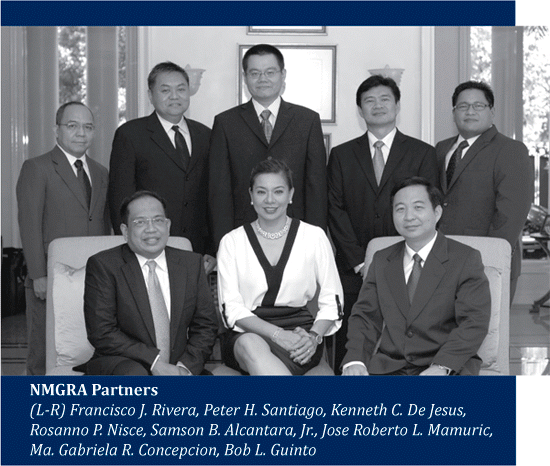 NMGRA Partners
(L-R) Francisco J. Rivera, Peter H. Santiago, Kenneth C. De Jesus,
Rosanno P. Nisce, Samson B. Alcantara, Jr., Jose Roberto L. Mamuric,
Ma. Gabriela R. Concepcion, Bob L. Guinto